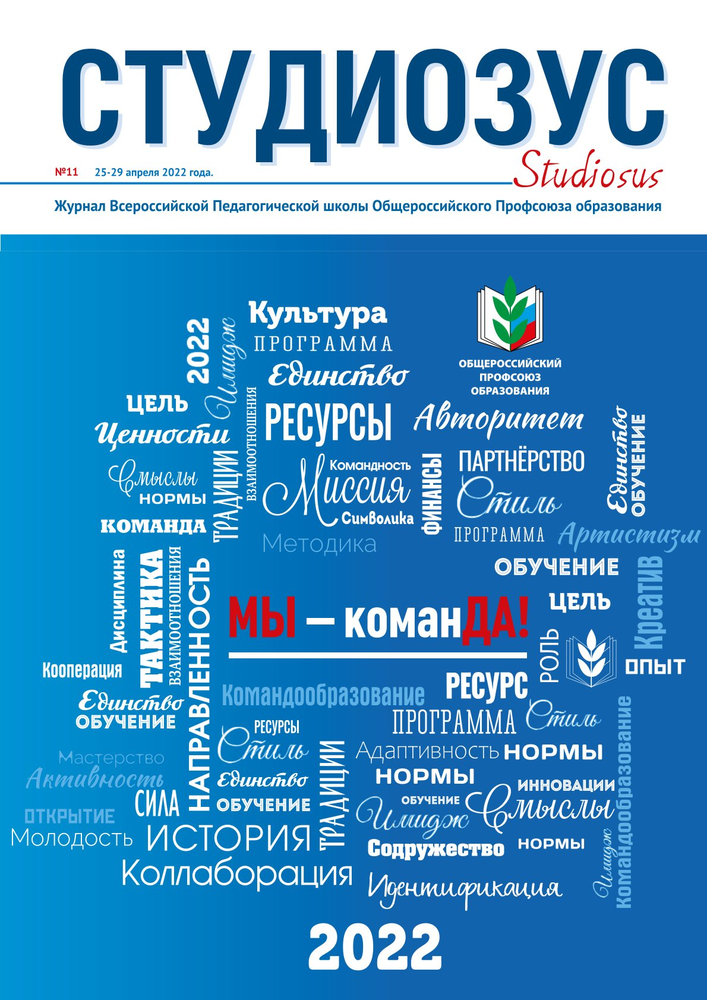 СТУДИОЗУС
Studiosus
№11 25-29 апреля 2022 года.
Журнал Всероссийской Педагогической школы Общероссийского Профсоюза образования
ОБЩЕРОССИЙСКИЙ
ПРОФСОЮЗ
ОБРАЗОВАНИЯ
Культура
2022
Имидж
ПРОГРАММА
Единство
ЦЕЛЬ
ВЗАИМООТНОШЕНИЯ
РЕСУРСЫ
Авторитет
Единство
ОБУЧЕНИЕ
Ценности
ТРАДИЦИИ
Командность
Миссия
Символика
ФИНАНСЫ
ПАРТНЁРСТВО
Смыслы
НОРМЫ
Стиль
КОМАНДА
Методика
ПРОГРАММА
Артистизм
Дисциплина
ТАКТИКА
ВЗАИМООТНОШЕНИЯ
НАПРАВЛЕННОСТЬ
ОБУЧЕНИЕ
Креатив
ЦЕЛЬ
МЫ – команДА!
РОЛЬ
ОПЫТ
Кооперация
Единство
ОБУЧЕНИЕ
Командообразование
РЕСУРС
ПРОГРАММА
Стиль
РЕСУРСЫ
Стиль
ТРАДИЦИИ
Адаптивность
НОРМЫ
Командообразование
Мастерство
Активность
Единство
НОРМЫ
ИННОВАЦИИ
СИЛА
ОБУЧЕНИЕ
ОБУЧЕНИЕ
Имидж
Смыслы
ОТКРЫТИЕ
Молодость
ИСТОРИЯ
Содружество
НОРМЫ
Имидж
Коллаборация
Идентификация
2022